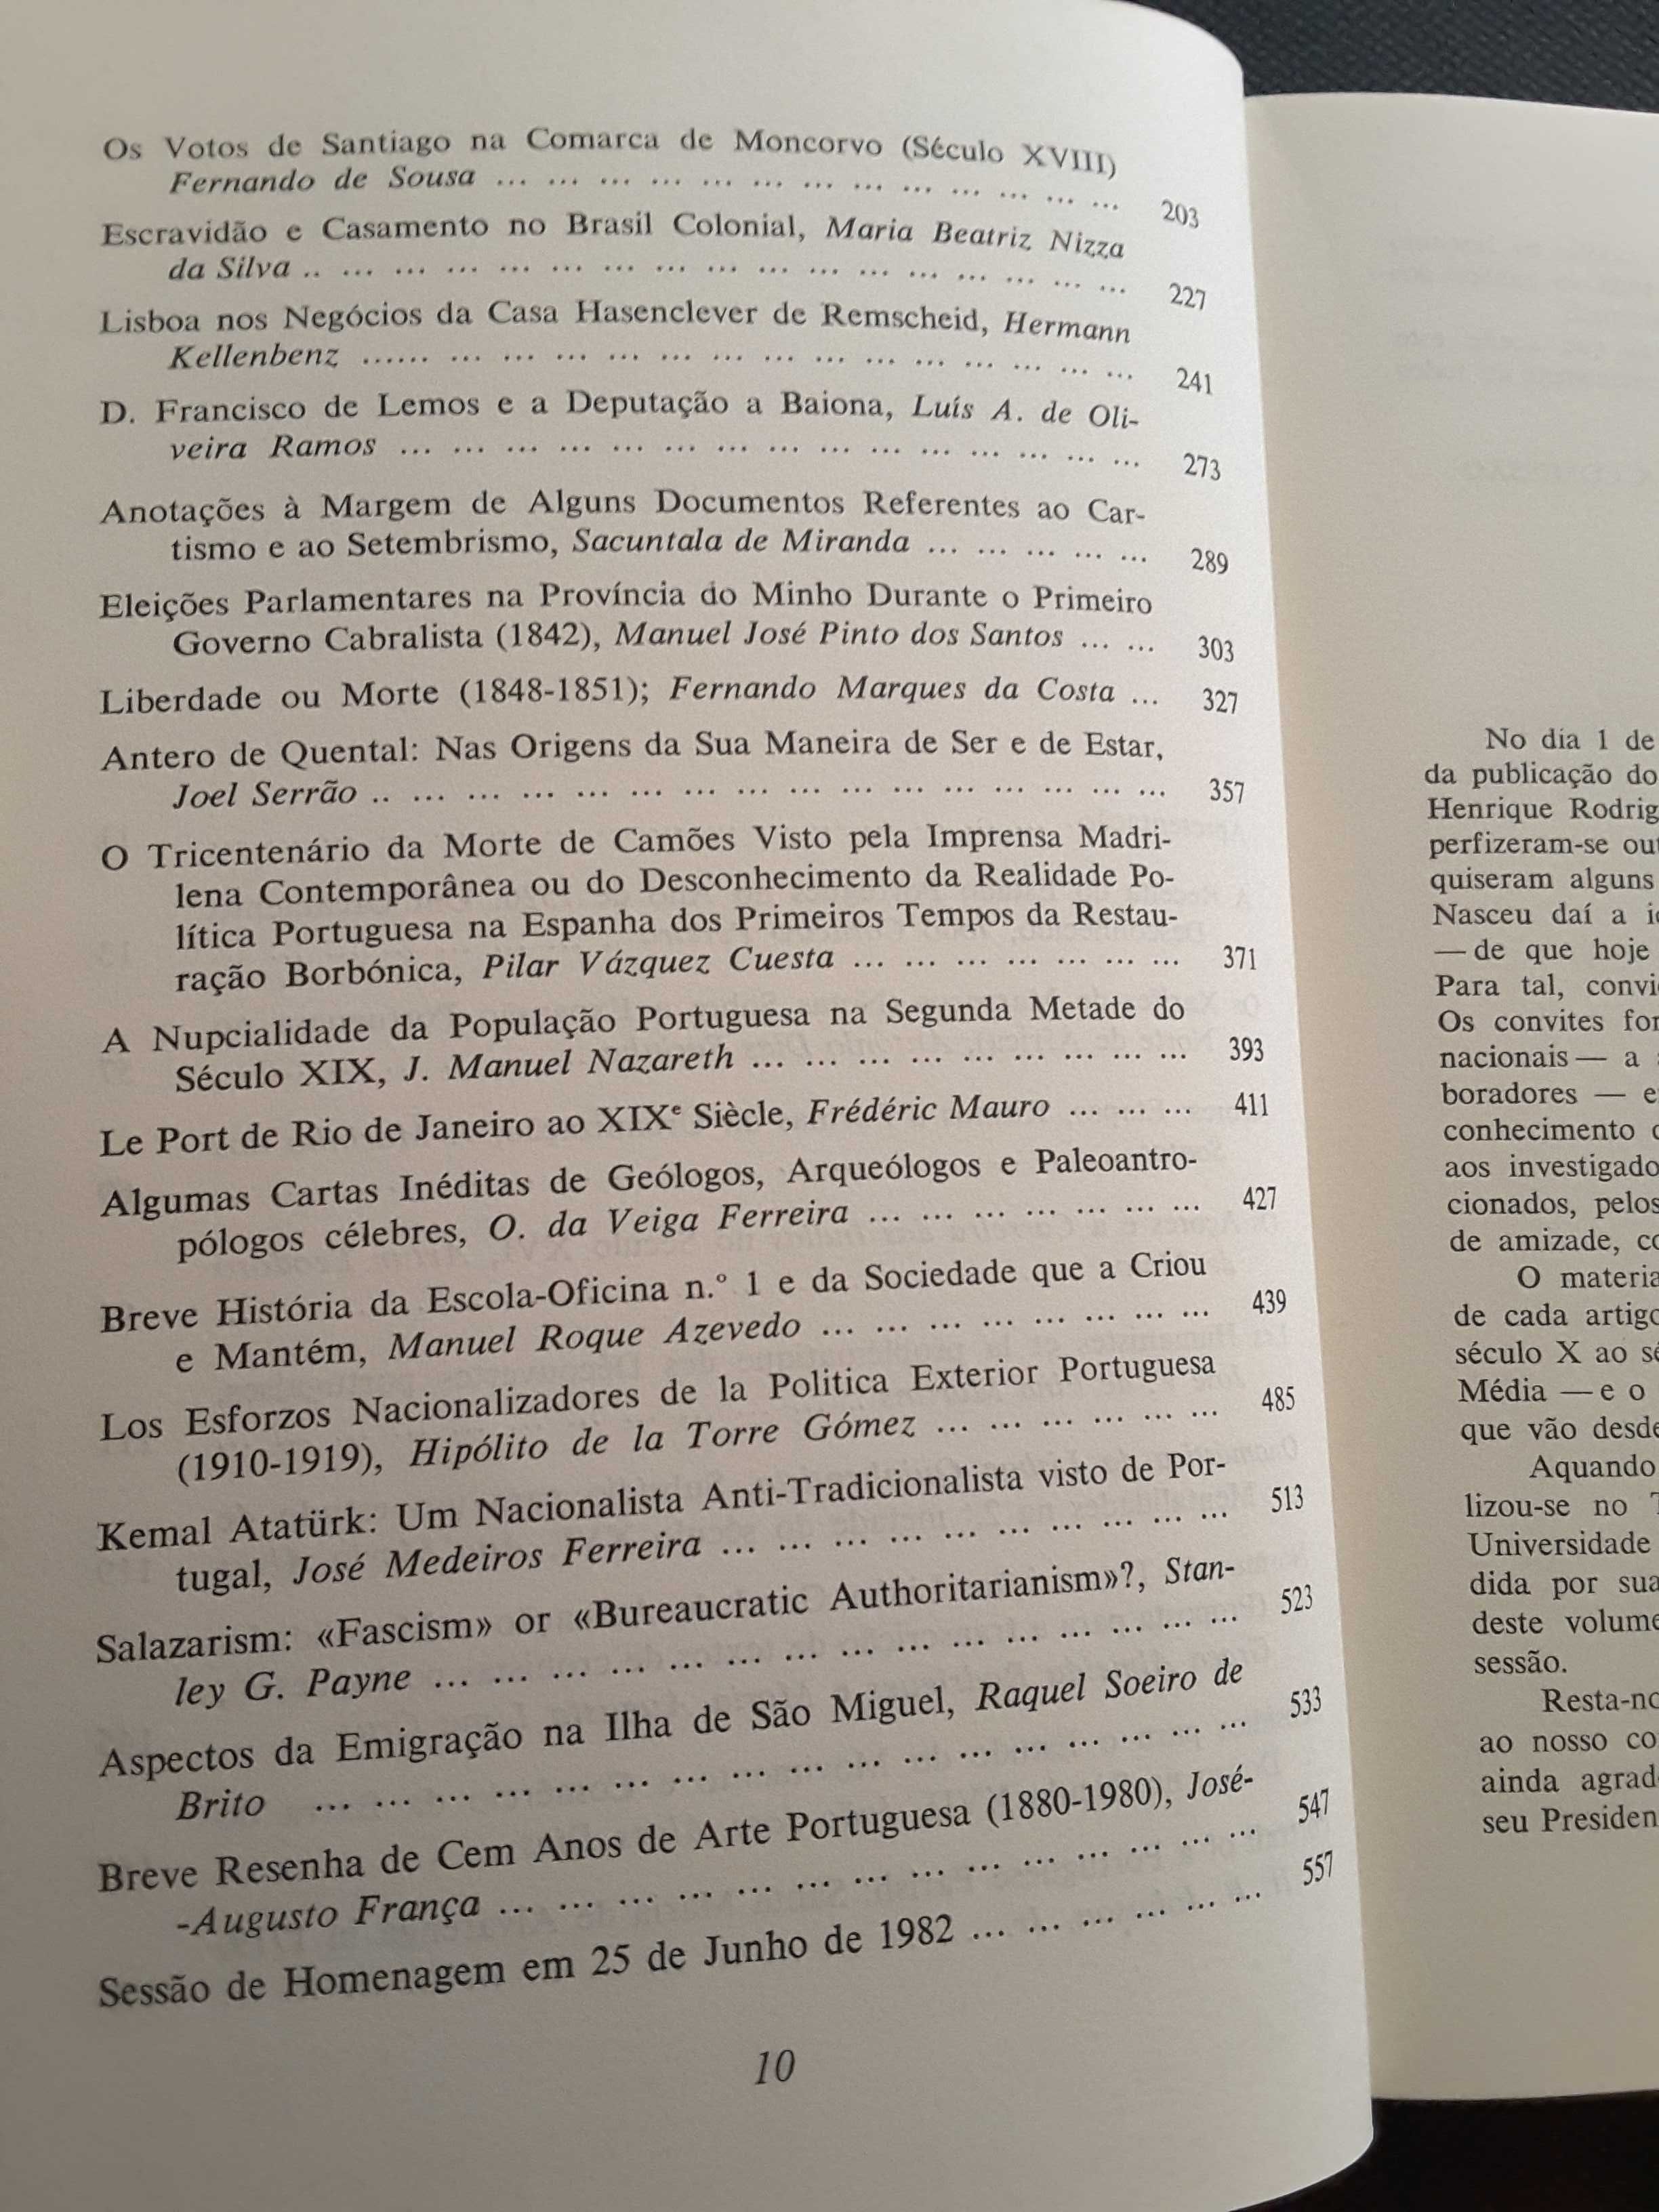 Os Votos de Santiago na Comarca de Moncorvo (Século XVIII)
Fernando de Sousa ... ... ... ... ... ... ... ... ... ... ... ... ... 203
Escravidão e Casamento no Brasil Colonial, Maria Beatriz Nizza
da Silva .. ... ... ... ... ... ... ... ... ... ... ... ... ... ... ... ... 227
Lisboa nos Negócios da Casa Hasenclever de Remscheid, Hermann
Kellenbenz ...... ... ... ... ... ... ... ... ... ... ... ... ... ... ... 241
D. Francisco de Lemos e a Deputação a Baiona, Luís A. de Oli-
veira Ramos ... ... ... ... ... ... ... ... ... ... ... ... ... ... ... 273
Anotações à Margem de Alguns Documentos Referentes ao Car-
tismo e ao Setembrismo, Sacuntala de Miranda ... ... ... ... ... 289
Eleições Parlamentares na Província do Minho Durante o Primeiro
Governo Cabralista (1842), Manuel José Pinto dos Santos ... ... 303
Liberdade ou Morte (1848-1851); Fernando Marques da Costa ... 327
Antero de Quental: Nas Origens da Sua Maneira de Ser e de Estar,
Joel Serrão .. ... ... ... ... ... ... ... ... ... ... ... ... ... ... ... 357
O Tricentenário da Morte de Camões Visto pela Imprensa Madri-
lena Contemporânea ou do Desconhecimento da Realidade Po-
lítica Portuguesa na Espanha dos Primeiros Tempos da Restau-
ração Borbónica, Pilar Vázquez Cuesta ... ... ... ... ... ... ... 371
A Nupcialidade da População Portuguesa na Segunda Metade do
Século XIX, J. Manuel Nazareth ... ... ... ... ... ... ... ... ... 393
Le Port de Rio de Janeiro ao XIXe Siècle, Frédéric Mauro ... ... ... 411
Algumas Cartas Inéditas de Geólogos, Arqueólogos e Paleoantro-
pólogos célebres, O. da Veiga Ferreira ... ... ... ... ... ... ... 427
Breve História da Escola-Oficina n.º 1 e da Sociedade que a Criou
e Mantém, Manuel Roque Azevedo ... ... ... ... ... ... ... ... 439
Los Esforzos Nacionalizadores de la Politica Exterior Portuguesa
(1910-1919), Hipólito de la Torre Gómez ... ... ... ... ... ... 485
Kemal Atatürk: Um Nacionalista Anti-Tradicionalista visto de Por-
tugal, José Medeiros Ferreira ... ... ... ... ... ... ... ... ... ... 513
Salazarism: «Fascism» or «Bureaucratic Authoritarianism»?, Stan-
ley G. Payne ... ... ... ... ... ... ... ... ... ... ... ... ... ... 523
Aspectos da Emigração na Ilha de São Miguel, Raquel Soeiro de
Brito ... ... ... ... ... ... ... ... ... ... ... ... ... ... ... ... ... 533
Breve Resenha de Cem Anos de Arte Portuguesa (1880-1980), José-
-Augusto França ... ... ... ... ... ... ... ... ... ... ... ... ... 547
Sessão de Homenagem em 25 de Junho de 1982 ... ... ... ... ... ... 557
10
No dia 1 de
da publicação do
Henrique Rodrig
perfizeram-se
quiseram alguns
Nasceu daí a
— de que hoje
Para tal,
Os convites
nacionais — a
boradores —
conhecimento
aos investigado
cionados, pelos
de amizade,
O materia
de cada artigo
século X ao
Média — e o
que vão desde
Aquando
lizou-se no
Universidade
dida por sua
deste volume
sessão.
Resta-no
ao nosso
ainda agrad
seu Presiden